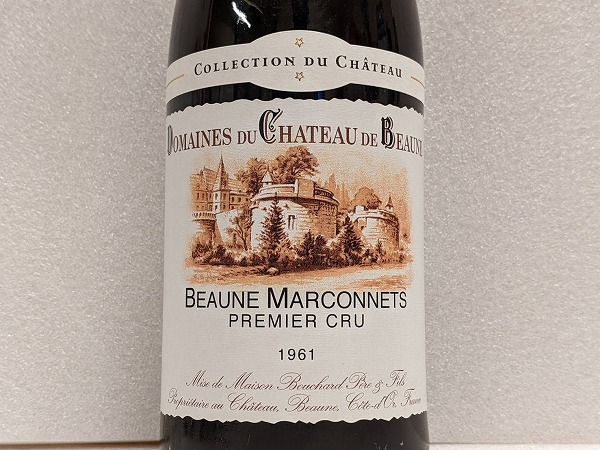 COLLECTION DU CHÂTEAU
DOMAINES DU CHATEAU DE BEAUNE
BEAUNE MARCONNETS
PREMIER CRU
1961
Mise de Maison Bouchard Père & Fils
Propriétaire au Château, Beaune, Côte-d'Or, France